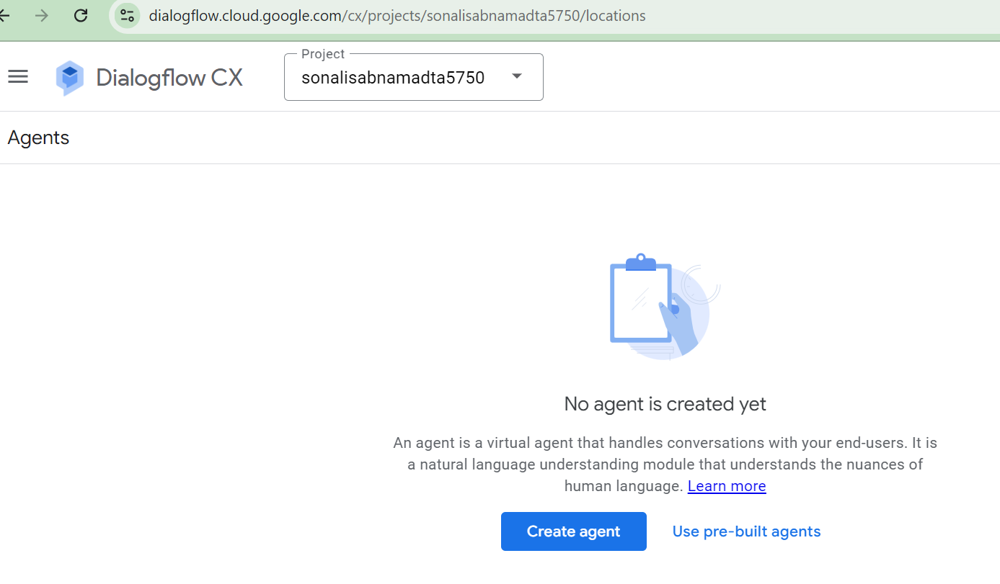 dialogflow.cloud.google.com/cx/projects/sonalisabnamadta5750/locations
Dialogflow CX
Project
sonalisabnamadta5750
Agents
No agent is created yet
An agent is a virtual agent that handles conversations with your end-users. It is
a natural language understanding module that understands the nuances of
human language. Learn more
Create agent
Use pre-built agents